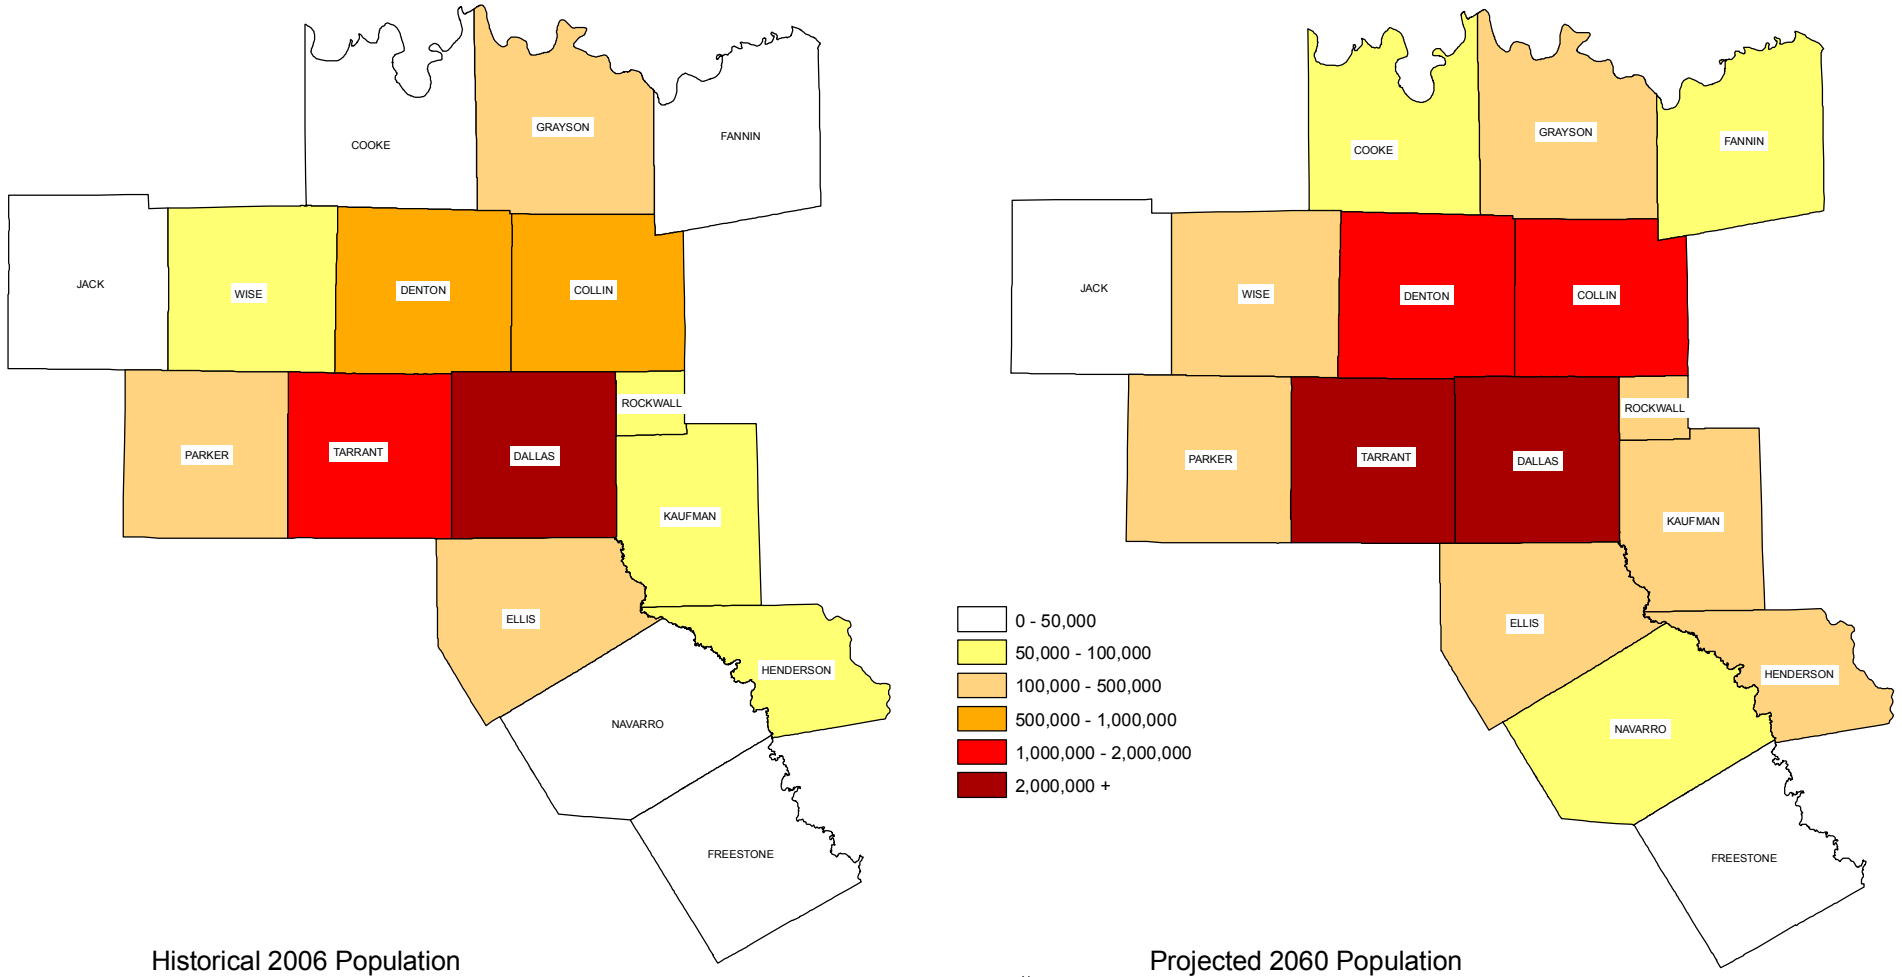 COOKE
GRAYSON
FANNIN
JACK
WISE
DENTON
COLLIN
PARKER
TARRANT
DALLAS
ROCKWALL
KAUFMAN
ELLIS
HENDERSON
NAVARRO
FREESTONE
Historical 2006 Population
0 - 50,000
50,000 - 100,000
100,000 - 500,000
500,000 - 1,000,000
1,000,000 - 2,000,000
2,000,000 +
COOKE
GRAYSON
FANNIN
JACK
WISE
DENTON
COLLIN
PARKER
TARRANT
DALLAS
ROCKWALL
KAUFMAN
ELLIS
HENDERSON
NAVARRO
FREESTONE
Projected 2060 Population